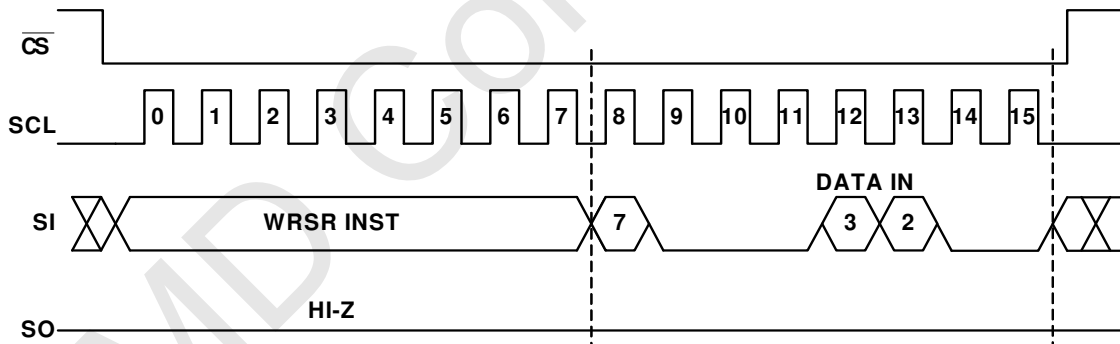 CS
SCL 0 1 2 3 4 5 6 7 8 9 10 11 12 13 14 15
DATA IN
SI WRSR INST 7 3 2
HI-Z
SO